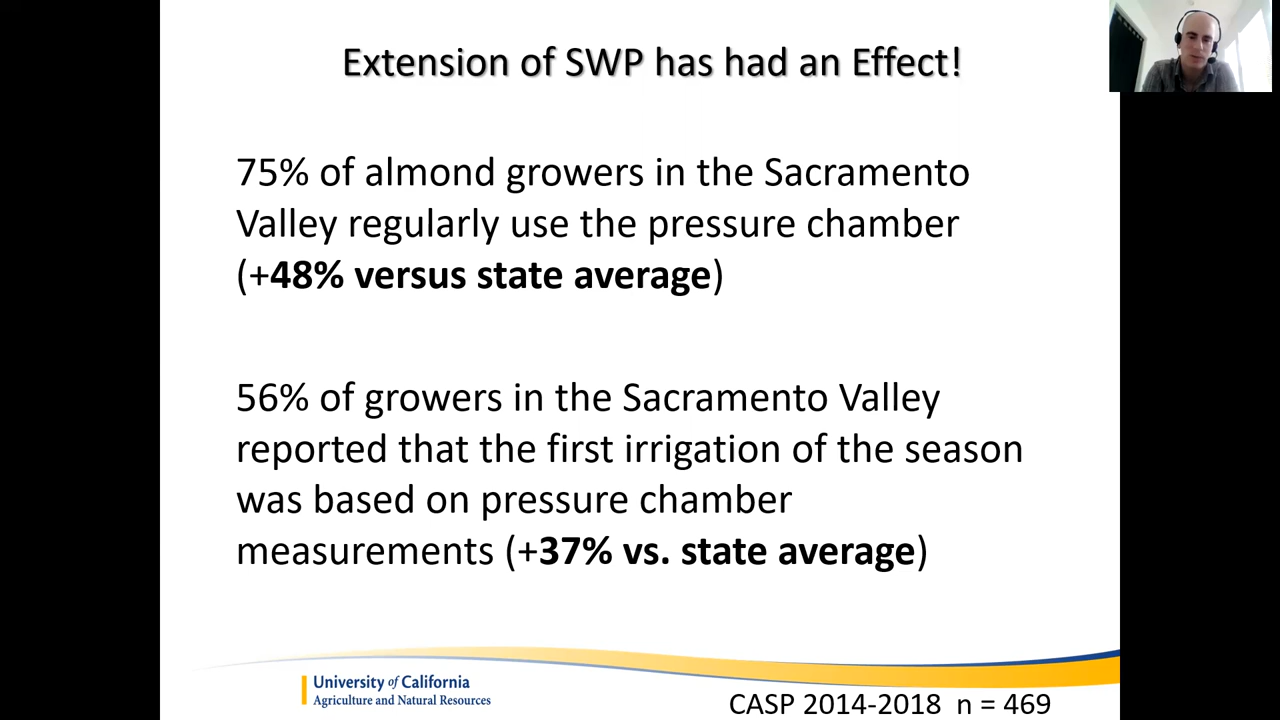 Extension of SWP has had an Effect!
75% of almond growers in the Sacramento
Valley regularly use the pressure chamber
(+48% versus state average)
56% of growers in the Sacramento Valley
reported that the first irrigation of the season
was based on pressure chamber
measurements (+37% vs. state average)
University of California
Agriculture and Natural Resources
CASP 2014-2018 n = 469